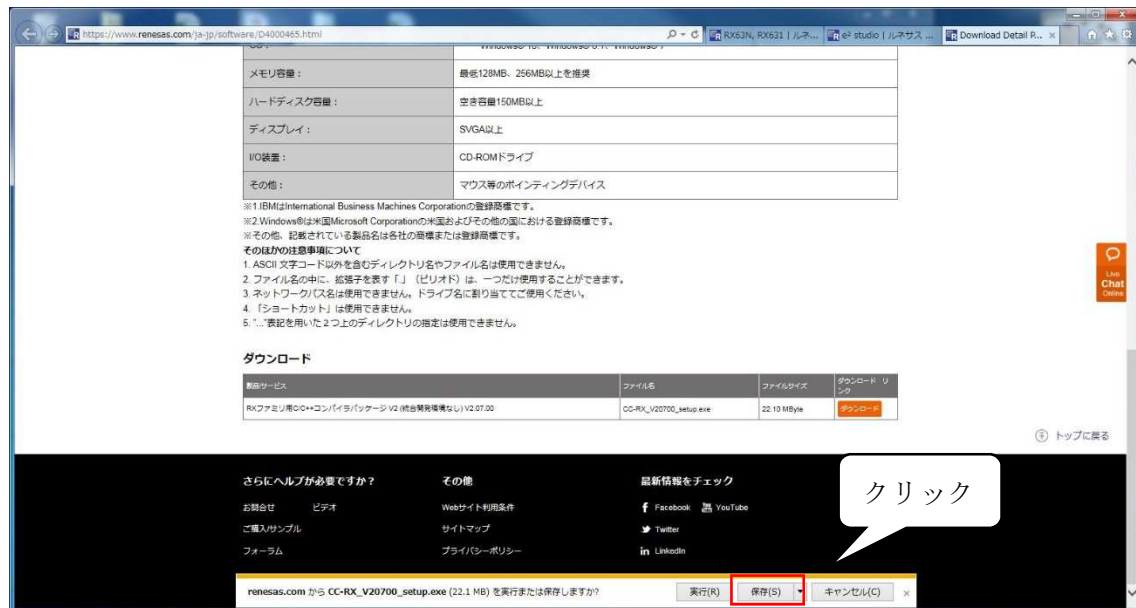 https://www.renesas.com/ja-jp/software/D4000465.html
RX63N, RX631 | ルネ...
e² studio | ルネサス ...
Download Detail P...
メモリ容量：
最低128MB、256MB以上を推奨
ハードディスク容量：
空き容量150MB以上
ディスプレイ：
SVGA以上
I/O装置：
CD-ROMドライブ
その他：
マウス等のポインティングデバイス
※1.IBMはInternational Business Machines Corporationの登録商標です。
※2.Windows®は米国Microsoft Corporationの米国およびその他の国における登録商標です。
※その他、記載されている製品名は各社の商標または登録商標です。
そのほかの注意事項について
1. ASCII 文字コード以外を含むディレクトリ名やファイル名は使用できません。
2. ファイル名の中に、拡張子を表す「.」（ピリオド）は、一つだけ使用することができます。
3. ネットワークパス名は使用できません。ドライブ名に割り当ててご使用ください。
4. 「ショートカット」は使用できません。
5. "..."表記を用いた２つ上のディレクトリの指定は使用できません。
Live
Chat
Online
ダウンロード
製品/サービス
ファイル名
ファイルサイズ
ダウンロード リ
ンク
RXファミリ用C/C++コンパイラパッケージ V2 (統合開発環境なし) V2.07.00
CC-RX_V20700_setup.exe
22.10 MByte
ダウンロード
トップに戻る
さらにヘルプが必要ですか？
その他
最新情報をチェック
お問合せ
ビデオ
Webサイト利用条件
Facebook
YouTube
ご購入/サンプル
サイトマップ
Twitter
フォーラム
プライバシーポリシー
LinkedIn
クリック
renesas.com から CC-RX_V20700_setup.exe (22.1 MB) を実行または保存しますか?
実行(R)
保存(S)
キャンセル(C)